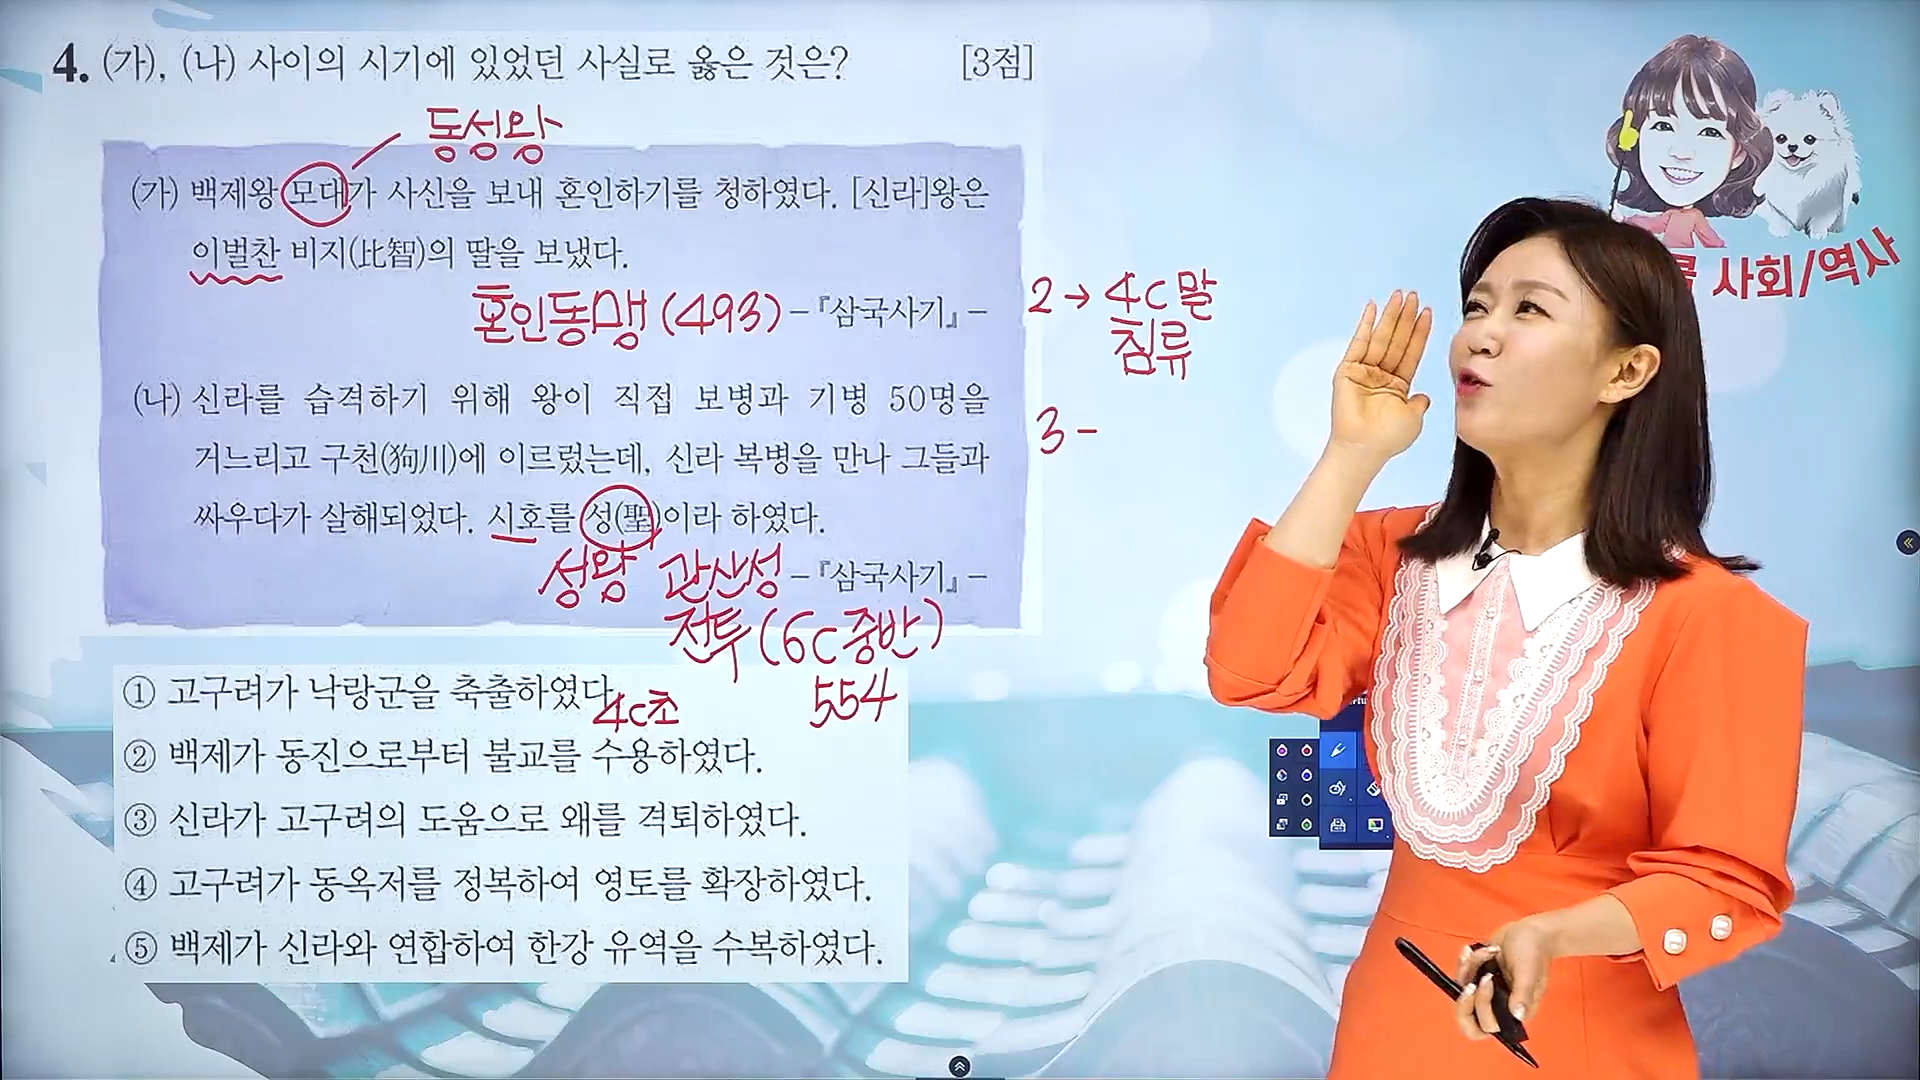 4. (가), (나) 사이의 시기에 있었던 사실로 옳은 것은? [3점]
동성왕
(가) 백제왕 모대가 사신을 보내 혼인하기를 청하였다. [신라]왕은
이벌찬 비지(比智)의 딸을 보냈다.
혼인동맹 (493) -『삼국사기』-
(나) 신라를 습격하기 위해 왕이 직접 보병과 기병 50명을
거느리고 구천(狗川)에 이르렀는데, 신라 복병을 만나 그들과
싸우다가 살해되었다. 시호를 성(聖)이라 하였다.
성왕 관산성 -『삼국사기』-
전투 (6c 중반)
554
① 고구려가 낙랑군을 축출하였다
4c초
② 백제가 동진으로부터 불교를 수용하였다.
③ 신라가 고구려의 도움으로 왜를 격퇴하였다.
④ 고구려가 동옥저를 정복하여 영토를 확장하였다.
⑤ 백제가 신라와 연합하여 한강 유역을 수복하였다.
2 → 4c 말
침류
3 -
사회/역사